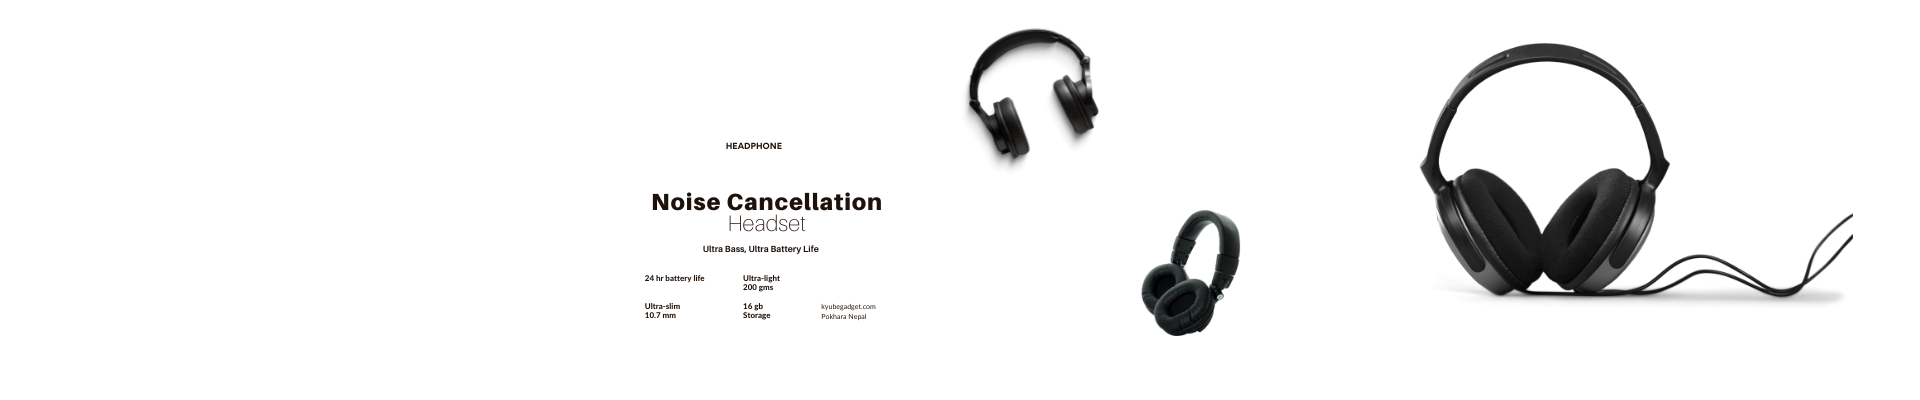 HEADPHONE
Noise Cancellation
Headset
Ultra Bass, Ultra Battery Life
24 hr battery life
Ultra-light
200 gms
Ultra-slim
10.7 mm
16 gb
Storage
kyubegadget.com
Pokhara Nepal